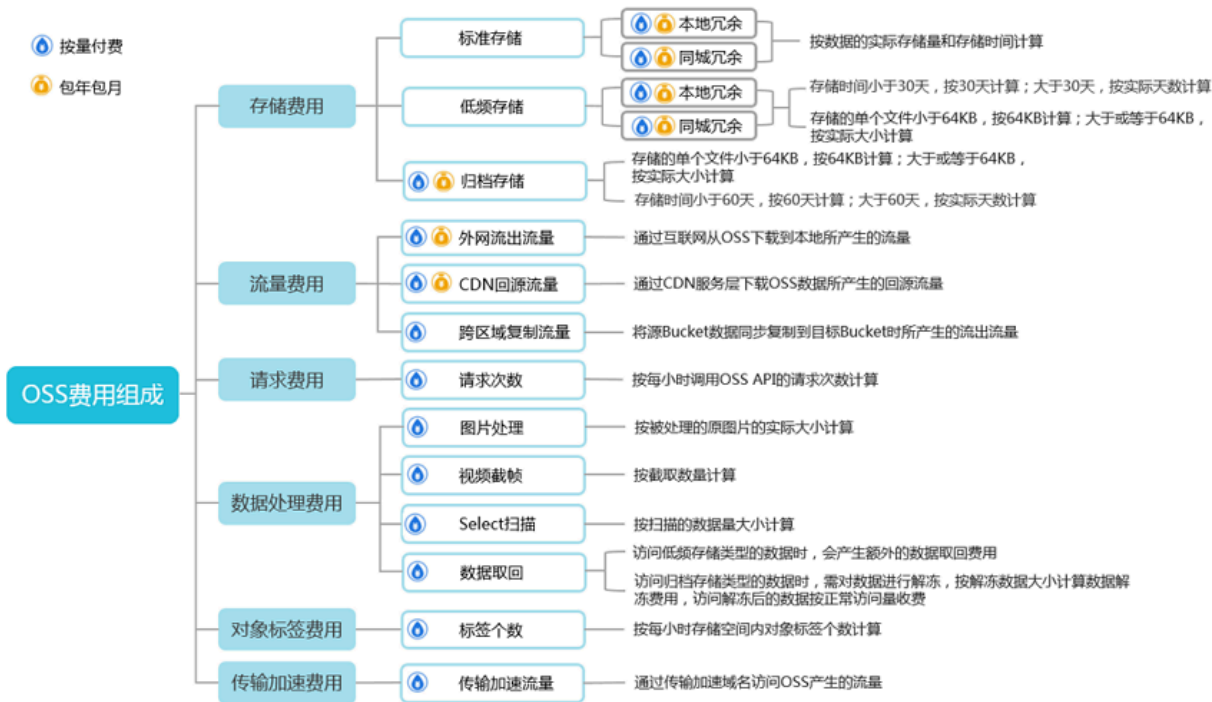 按量付费
包年包月
OSS费用组成
存储费用
标准存储
本地冗余
同城冗余
按数据的实际存储量和存储时间计算
低频存储
本地冗余
同城冗余
存储时间小于30天，按30天计算；大于30天，按实际天数计算
存储的单个文件小于64KB，按64KB计算；大于或等于64KB，
按实际大小计算
归档存储
存储的单个文件小于64KB，按64KB计算；大于或等于64KB，
按实际大小计算
存储时间小于60天，按60天计算；大于60天，按实际天数计算
流量费用
外网流出流量
通过互联网从OSS下载到本地所产生的流量
CDN回源流量
通过CDN服务层下载OSS数据所产生的回源流量
跨区域复制流量
将源Bucket数据同步复制到目标Bucket时所产生的流出流量
请求费用
请求次数
按每小时调用OSS API的请求次数计算
数据处理费用
图片处理
按被处理的原图片的实际大小计算
视频截帧
按截取数量计算
Select扫描
按扫描的数据量大小计算
数据取回
访问低频存储类型的数据时，会产生额外的数据取回费用
访问归档存储类型的数据时，需对数据进行解冻，按解冻数据大小计算数据解
冻费用，访问解冻后的数据按正常访问量收费
对象标签费用
标签个数
按每小时存储空间内对象标签个数计算
传输加速费用
传输加速流量
通过传输加速域名访问OSS产生的流量